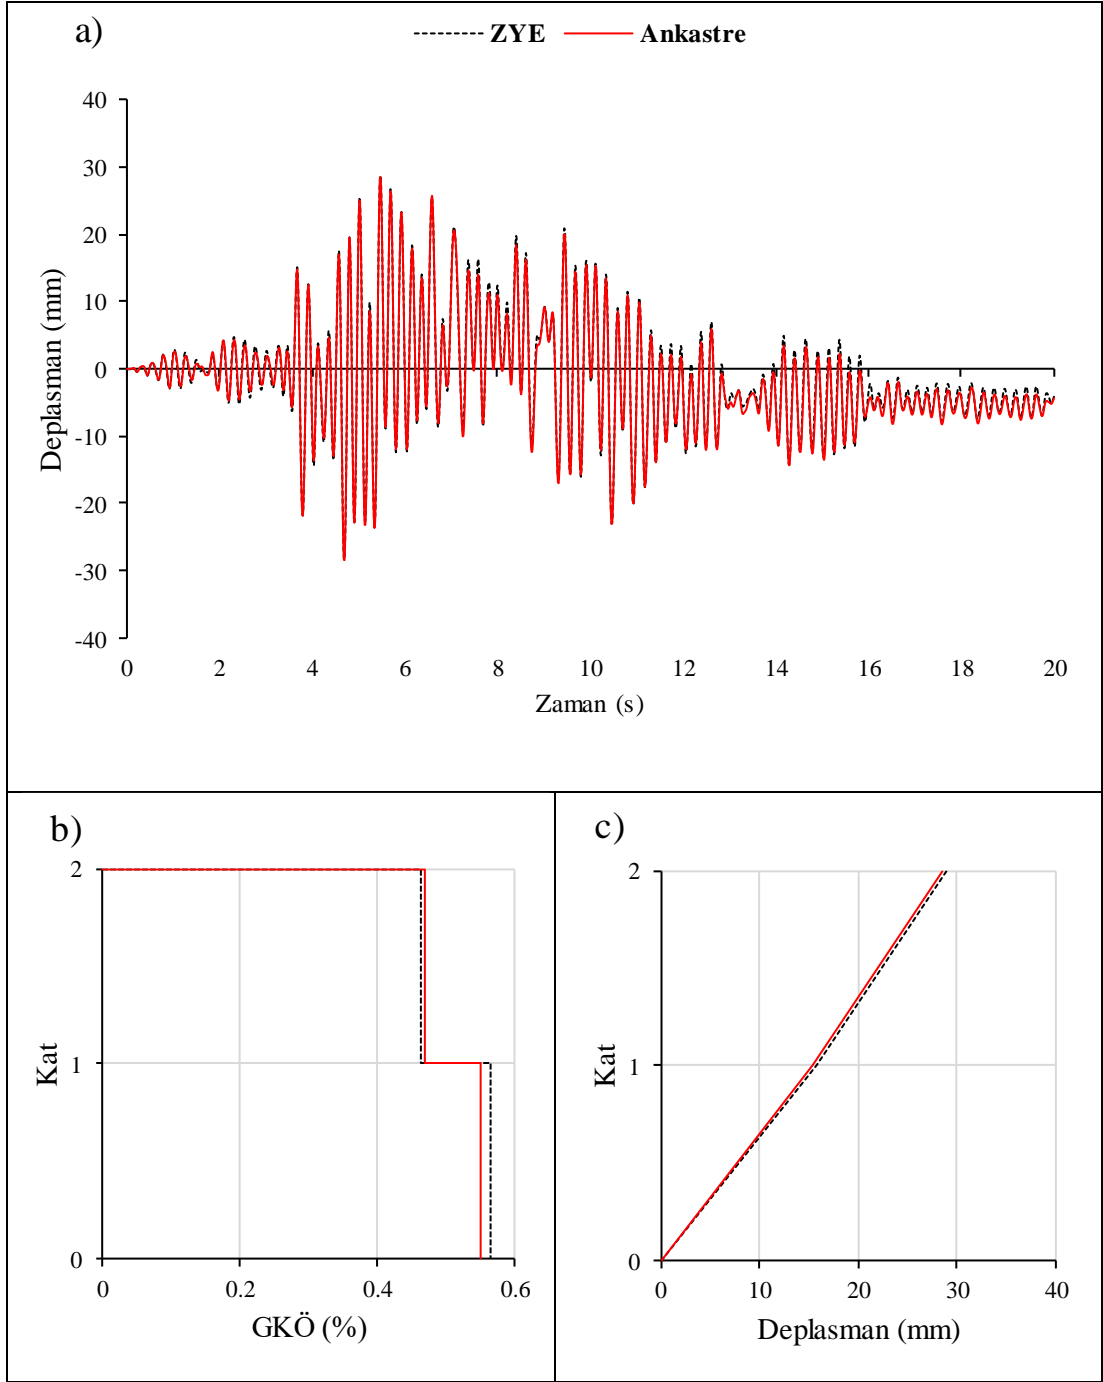 a)
ZYE Ankastre
40
30
20
10
0
-10
-20
-30
-40
Deplasman (mm)
0 2 4 6 8 10 12 14 16 18 20
Zaman (s)
b)
2
1
0
Kat
0 0.2 0.4 0.6
GKÖ (%)
c)
2
1
0
Kat
0 10 20 30 40
Deplasman (mm)